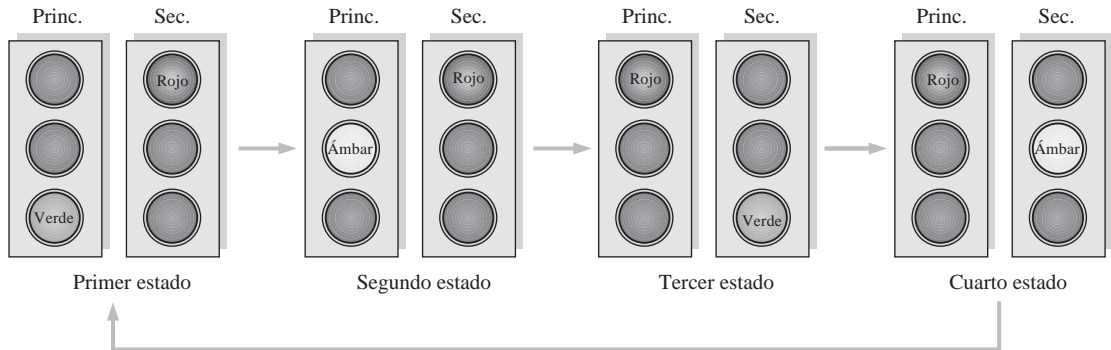 Princ. Sec. Princ. Sec. Princ. Sec. Princ. Sec.
Rojo Rojo Rojo Rojo
Ámbar Ámbar
Verde Verde
Primer estado Segundo estado Tercer estado Cuarto estado